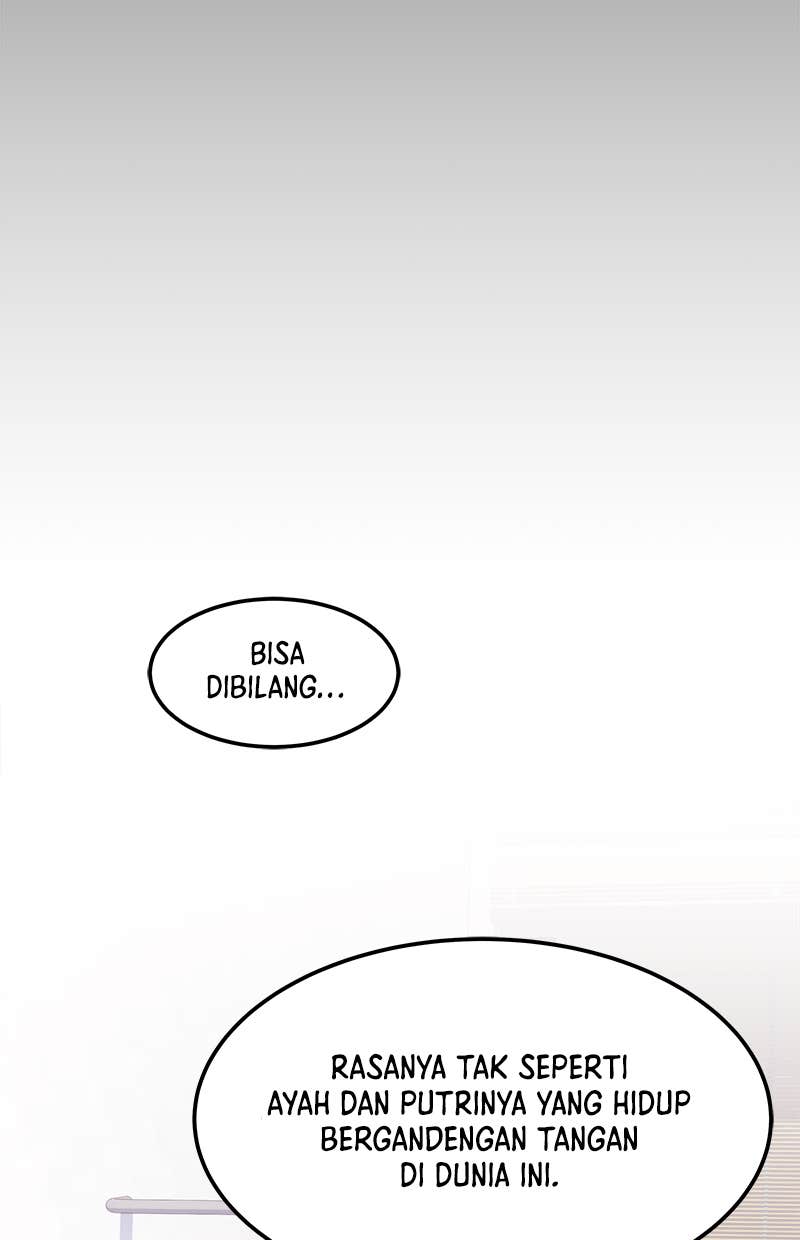 BISA
DIBILANG...
RASANYA TAK SEPERTI
AYAH DAN PUTRINYA YANG HIDUP
BERGANDENGAN TANGAN
DI DUNIA INI.